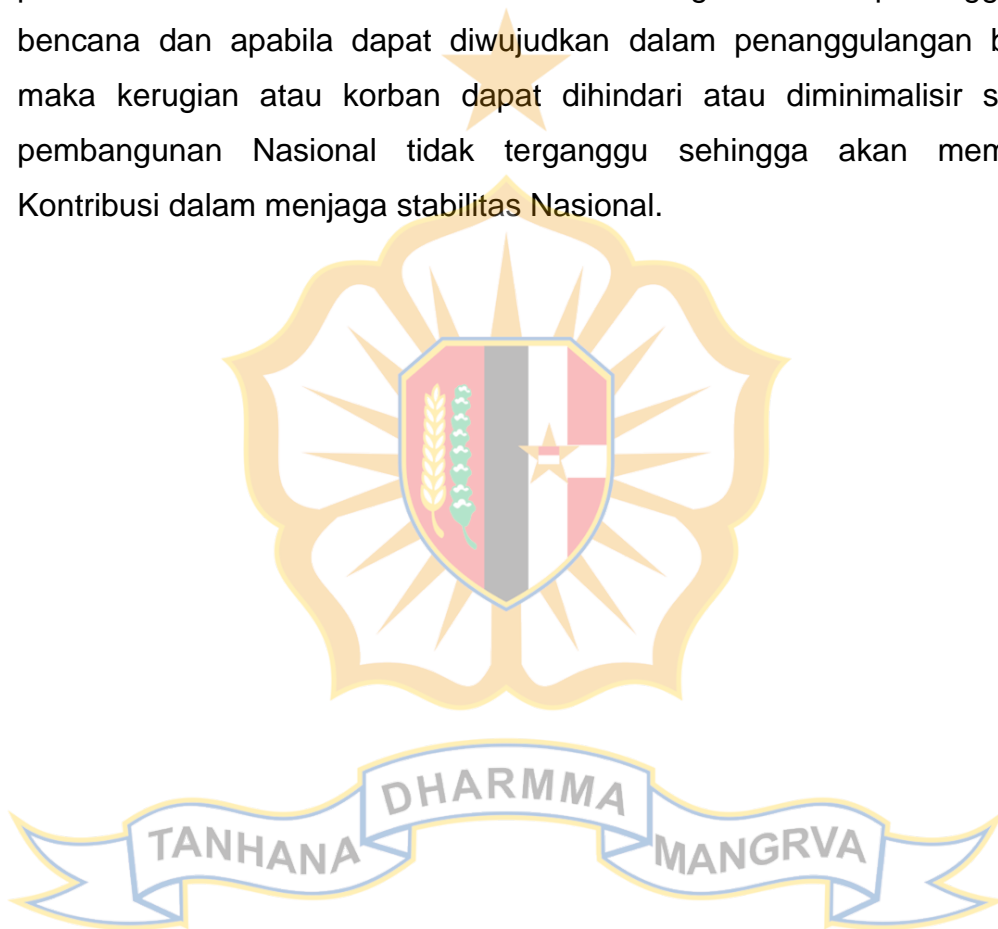 bencana dan apabila dapat diwujudkan dalam penanggulangan
maka kerugian atau korban dapat dihindari atau diminimalisir
pembangunan Nasional tidak terganggu sehingga akan
Kontribusi dalam menjaga stabilitas Nasional.
DHARMMA
TANHANA MANGRVA